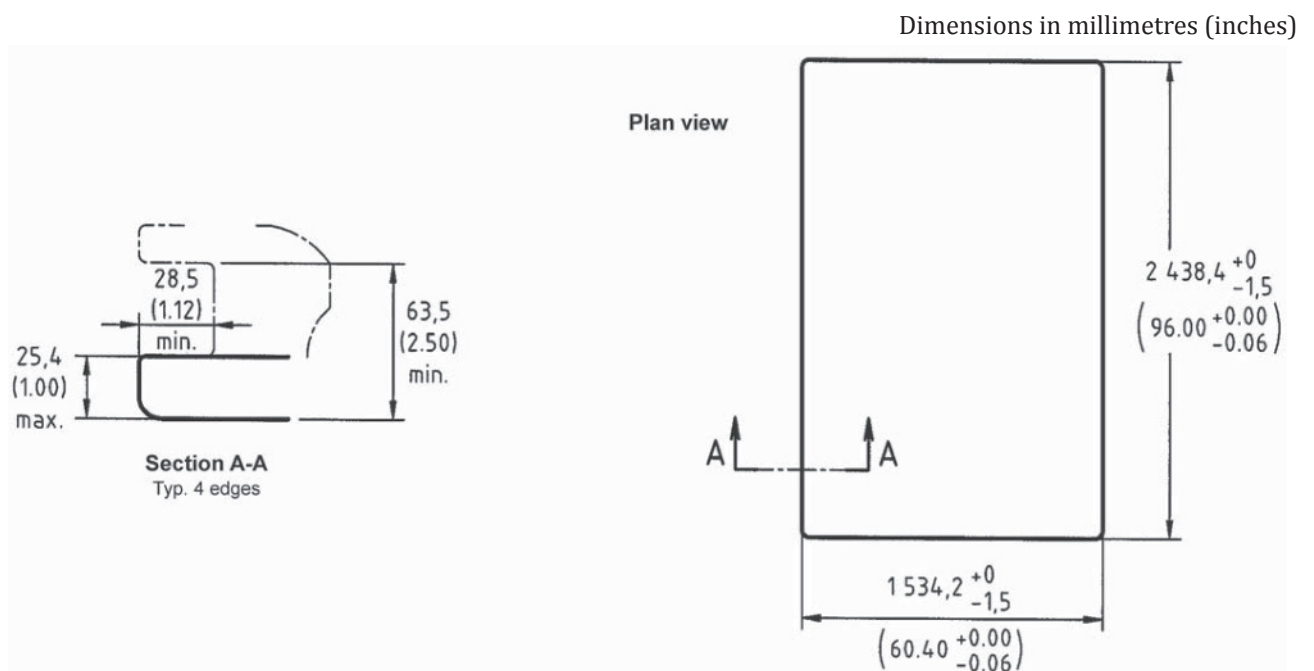 Dimensions in millimetres (inches)
Plan view
28,5
(1.12)
min.
63,5
(2.50)
min.
25,4
(1.00)
max.
Section A-A
Typ. 4 edges
2 438,4 +0
-1,5
(96.00 +0.00
-0.06)
A A
1 534,2 +0
-1,5
(60.40 +0.00
-0.06)